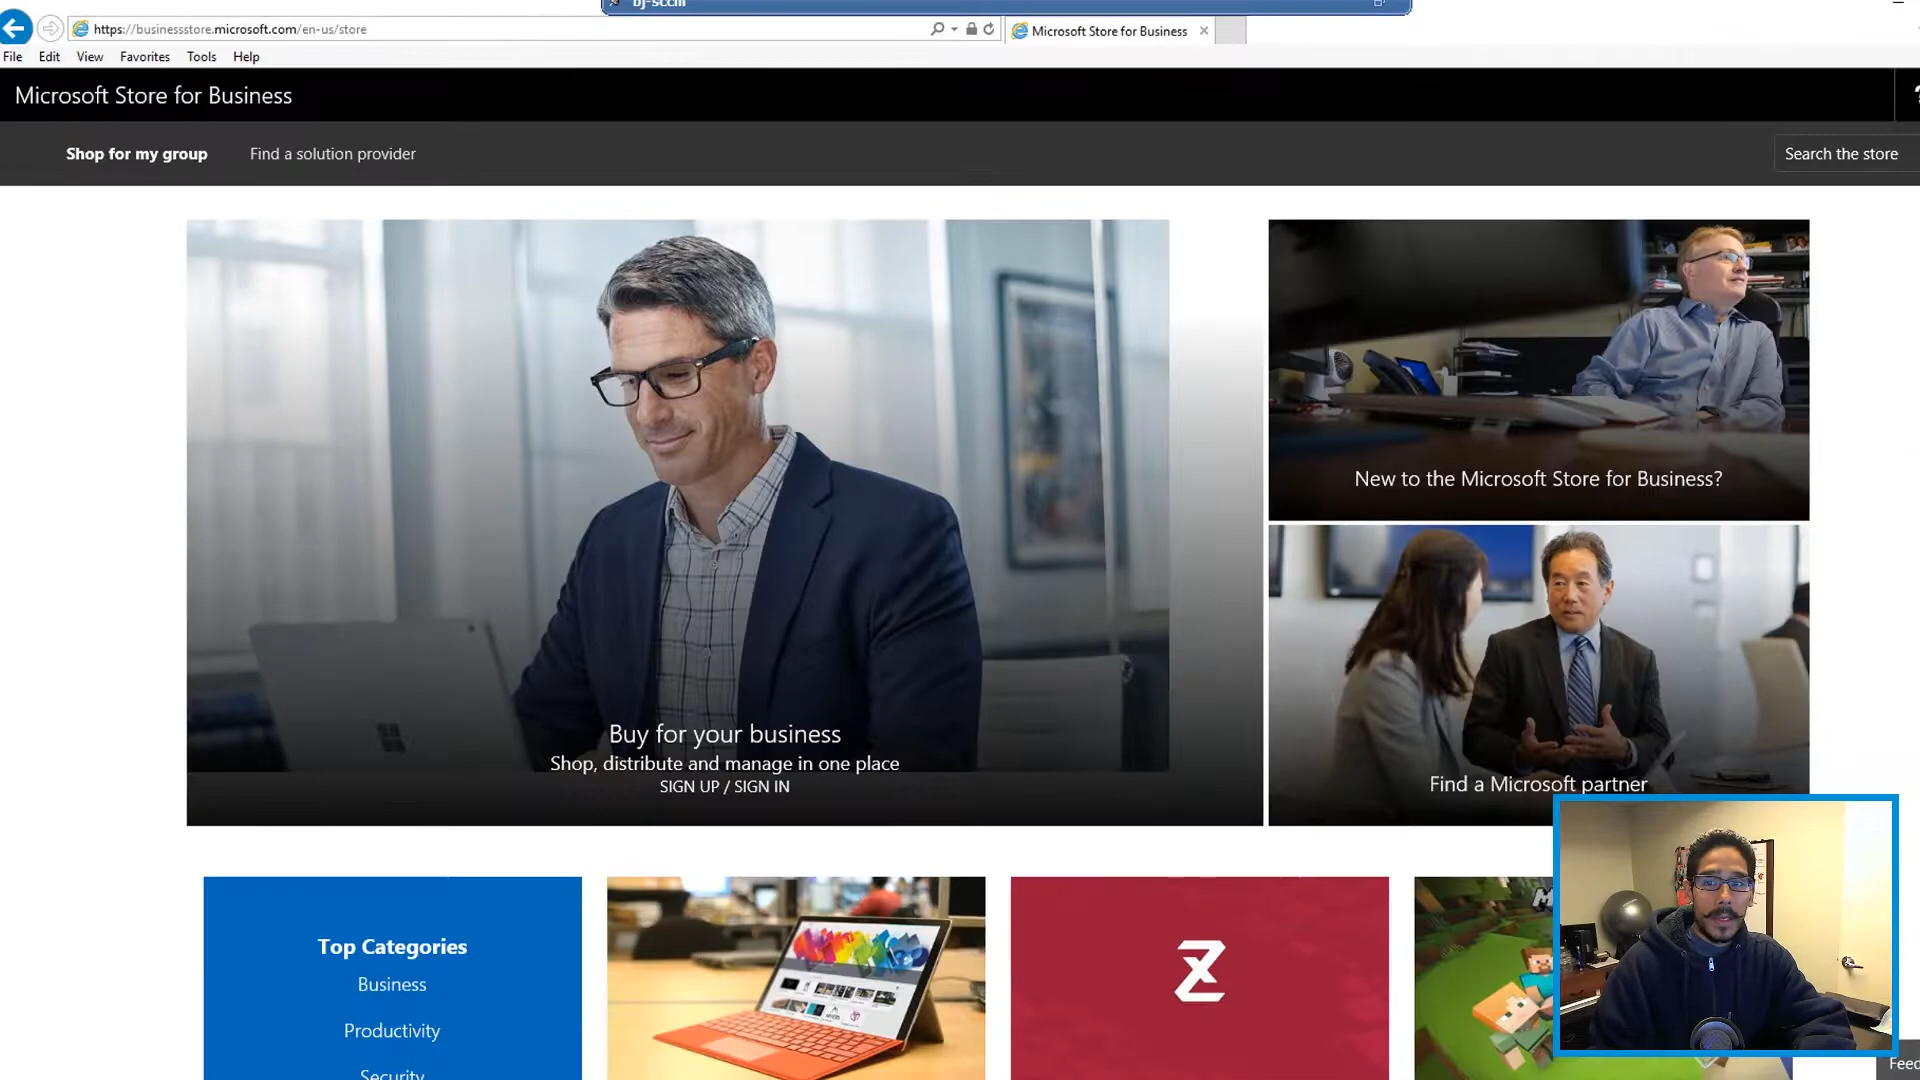 bj-sccm
https://businessstore.microsoft.com/en-us/store
Microsoft Store for Business
File Edit View Favorites Tools Help
Microsoft Store for Business
?
Shop for my group Find a solution provider
Search the store
New to the Microsoft Store for Business?
Buy for your business
Shop, distribute and manage in one place
SIGN UP / SIGN IN
Find a Microsoft partner
Top Categories
Business
Productivity
Security
Feed